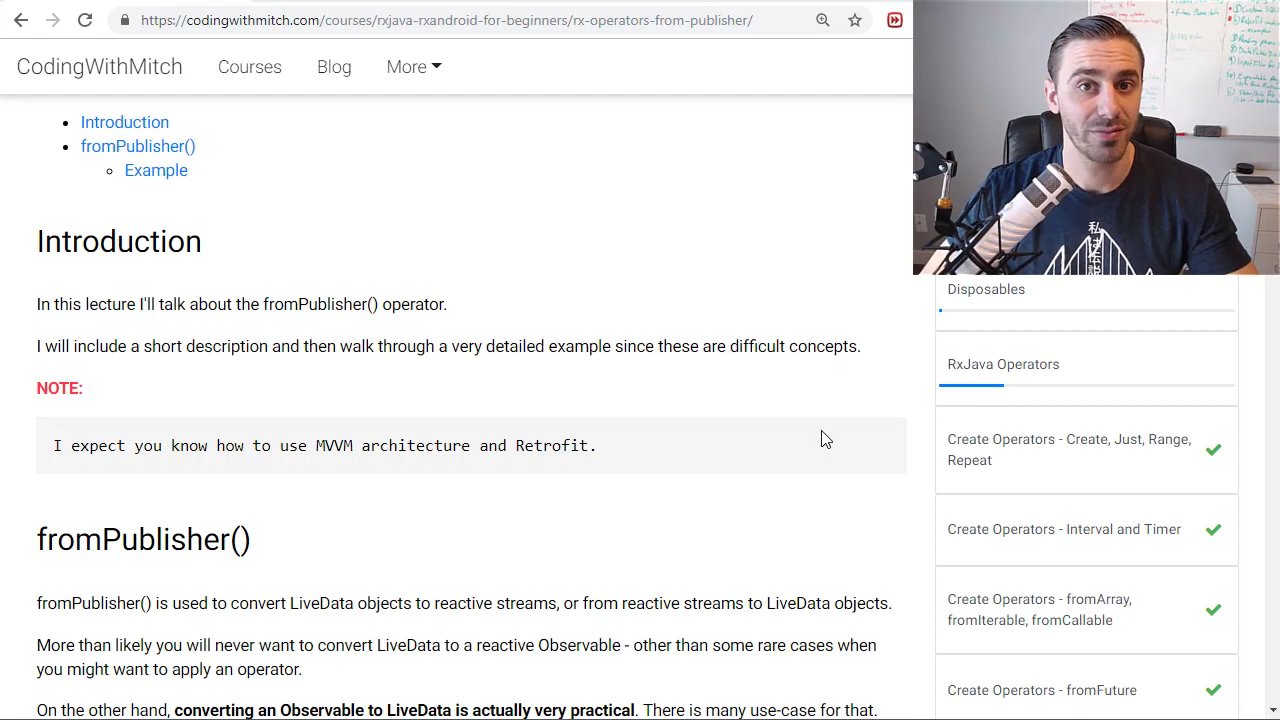 https://codingwithmitch.com/courses/rxjava-rxandroid-for-beginners/rx-operators-from-publisher/
CodingWithMitch Courses Blog More
Introduction
fromPublisher()
Example
Introduction
In this lecture I'll talk about the fromPublisher() operator.
I will include a short description and then walk through a very detailed example since these are difficult concepts.
NOTE:
I expect you know how to use MVVM architecture and Retrofit.
fromPublisher()
fromPublisher() is used to convert LiveData objects to reactive streams, or from reactive streams to LiveData objects.
More than likely you will never want to convert LiveData to a reactive Observable - other than some rare cases when
you might want to apply an operator.
On the other hand, converting an Observable to LiveData is actually very practical. There is many use-case for that.
私は伝説
Disposables
RxJava Operators
Create Operators - Create, Just, Range,
Repeat
Create Operators - Interval and Timer
Create Operators - fromArray,
fromIterable, fromCallable
Create Operators - fromFuture